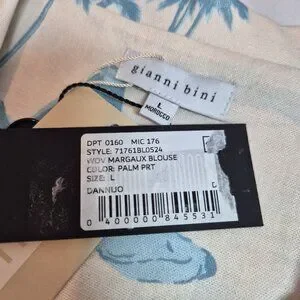 gianni bini
L
MOROCCO
DPT 0160 MIC 176
STYLE: 71761BL0524
WOV MARGAUX BLOUSE
COLOR: PALM PRT
SIZE: L
DANNUO
0 400000 845531